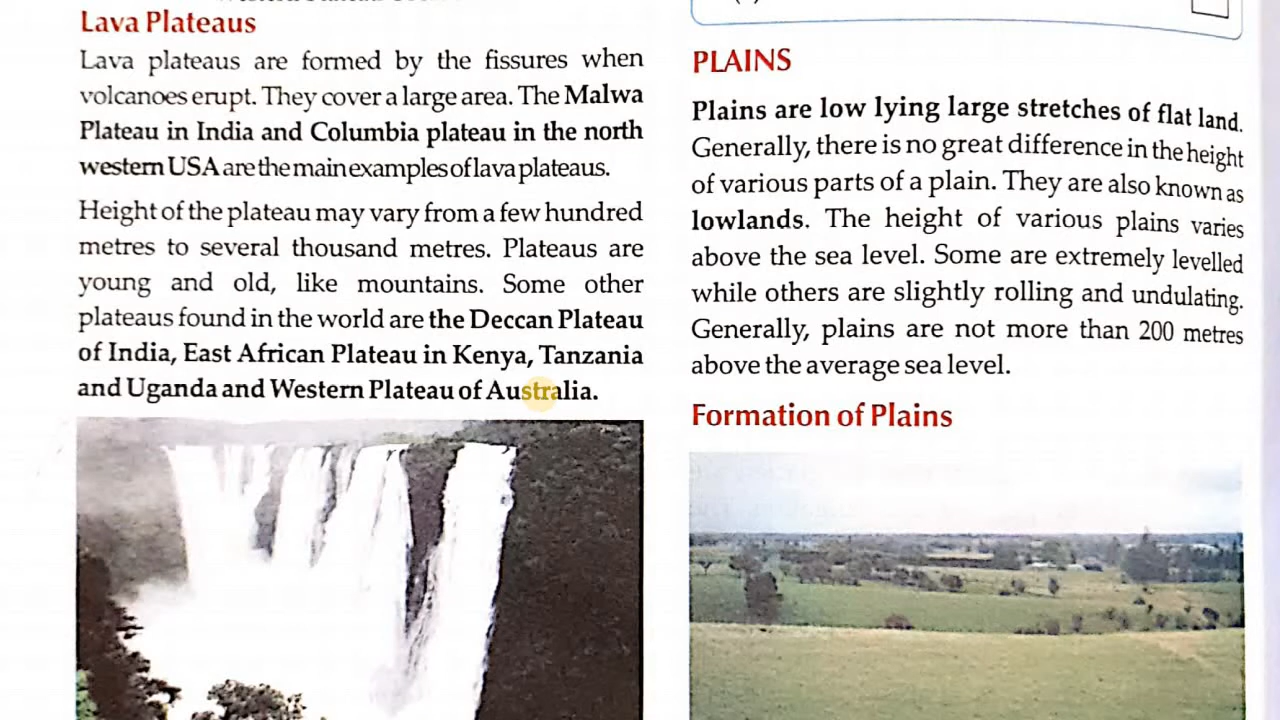 Lava Plateaus
Lava plateaus are formed by the fissures when
volcanoes erupt. They cover a large area. The Malwa
Plateau in India and Columbia plateau in the north
western USA are the main examples of lava plateaus.
Height of the plateau may vary from a few hundred
metres to several thousand metres. Plateaus are
young and old, like mountains. Some other
plateaus found in the world are the Deccan Plateau
of India, East African Plateau in Kenya, Tanzania
and Uganda and Western Plateau of Australia.
PLAINS
Plains are low lying large stretches of flat land.
Generally, there is no great difference in the height
of various parts of a plain. They are also known as
lowlands. The height of various plains varies
above the sea level. Some are extremely levelled
while others are slightly rolling and undulating.
Generally, plains are not more than 200 metres
above the average sea level.
Formation of Plains